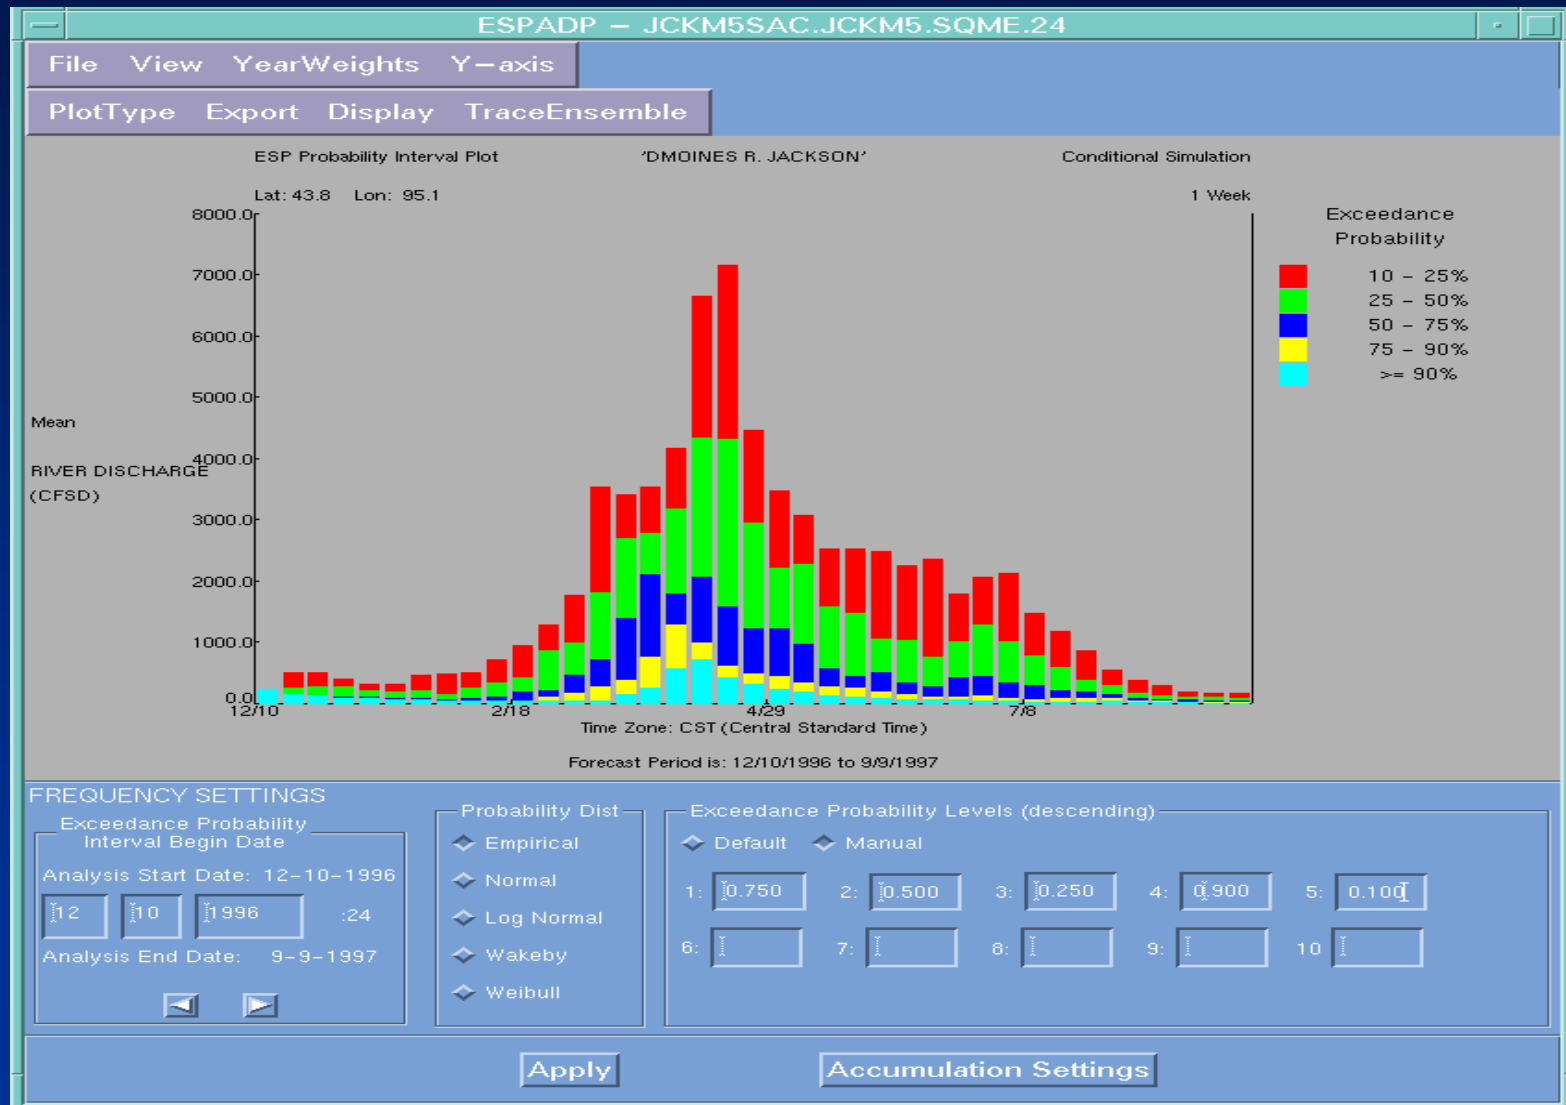 ESPADP – JCKM5SAC.JCKM5.SQME.24
File View YearWeights Y–axis
PlotType Export Display TraceEnsemble
ESP Probability Interval Plot 'DMOINES R. JACKSON' Conditional Simulation
Lat: 43.8 Lon: 95.1 1 Week
8000.0
7000.0
6000.0
5000.0
4000.0
3000.0
2000.0
1000.0
0.0
Mean
RIVER DISCHARGE
(CFSD)
Exceedance
Probability
10 – 25%
25 – 50%
50 – 75%
75 – 90%
>= 90%
12/10 2/18 4/29 7/8
Time Zone: CST (Central Standard Time)
Forecast Period is: 12/10/1996 to 9/9/1997
FREQUENCY SETTINGS
Exceedance Probability
Interval Begin Date
Analysis Start Date: 12–10–1996
12 10 1996 :24
Analysis End Date: 9–9–1997
Probability Dist
Empirical
Normal
Log Normal
Wakeby
Weibull
Exceedance Probability Levels (descending)
Default Manual
1: 0.750 2: 0.500 3: 0.250 4: 0.900 5: 0.100
6: 7: 8: 9: 10
Apply Accumulation Settings